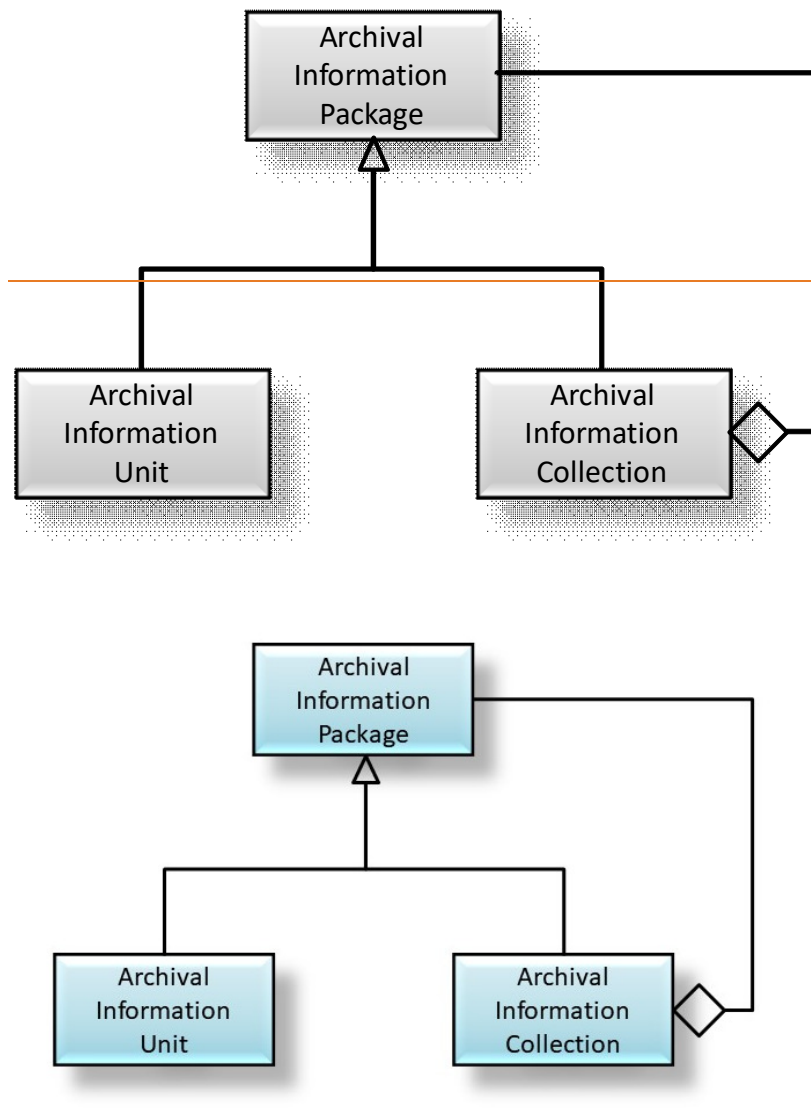 Archival
Information
Package
Archival
Information
Unit
Archival
Information
Collection
Archival
Information
Package
Archival
Information
Unit
Archival
Information
Collection